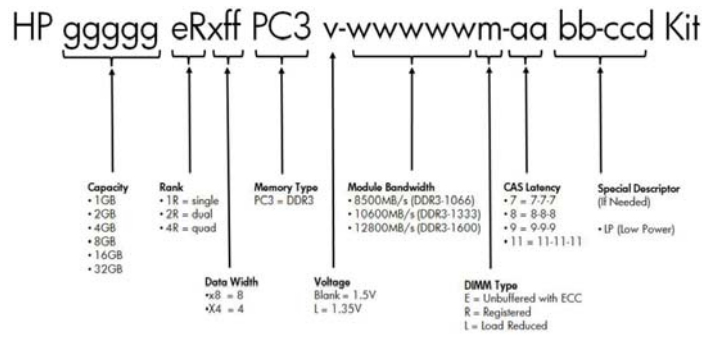 HP ggggg eRxff PC3 v-wwwwwm-aa bb-ccd Kit
Capacity
• 1GB
• 2GB
• 4GB
• 8GB
• 16GB
• 32GB
Rank
• 1R = single
• 2R = dual
• 4R = quad
Memory Type
PC3 = DDR3
Module Bandwidth
• 8500MB/s (DDR3-1066)
• 10600MB/s (DDR3-1333)
• 12800MB/s (DDR3-1600)
CAS Latency
• 7 = 7-7-7
• 8 = 8-8-8
• 9 = 9-9-9
• 11 = 11-11-11
Special Descriptor
(If Needed)
• LP (Low Power)
Data Width
•x8 = 8
•X4 = 4
Voltage
Blank = 1.5V
L = 1.35V
DIMM Type
E = Unbuffered with ECC
R = Registered
L = Load Reduced